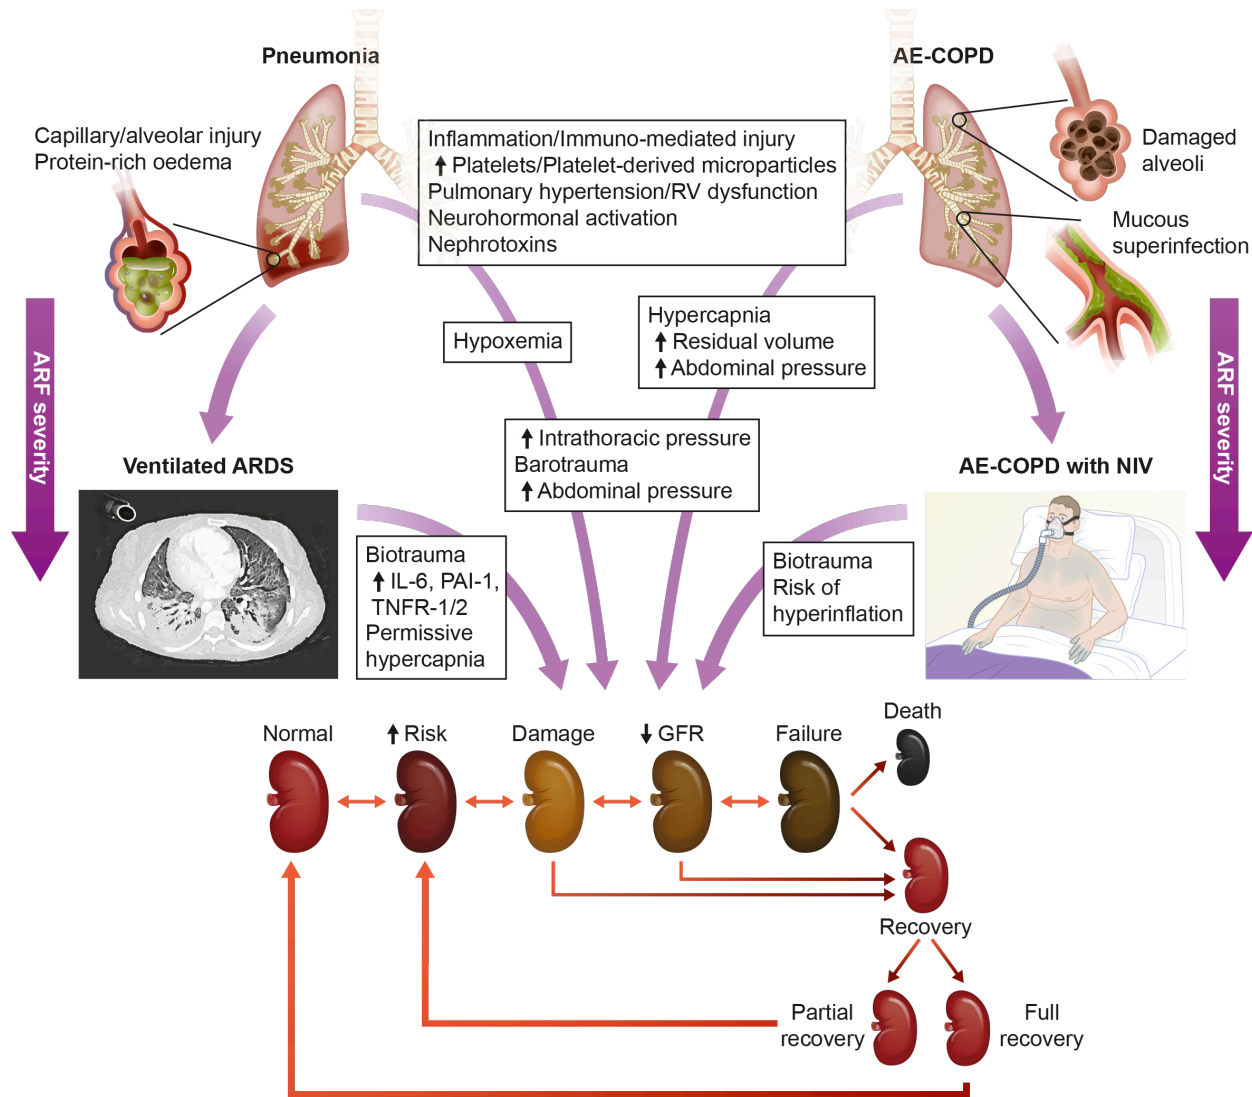 Pneumonia
AE-COPD
Capillary/alveolar injury
Protein-rich oedema
Inflammation/Immuno-mediated injury
↑ Platelets/Platelet-derived microparticles
Pulmonary hypertension/RV dysfunction
Neurohormonal activation
Nephrotoxins
Damaged
alveoli
Mucous
superinfection
Hypoxemia
Hypercapnia
↑ Residual volume
↑ Abdominal pressure
ARF severity
ARF severity
↑ Intrathoracic pressure
Barotrauma
↑ Abdominal pressure
Ventilated ARDS
AE-COPD with NIV
Biotrauma
↑ IL-6, PAI-1,
TNFR-1/2
Permissive
hypercapnia
Biotrauma
Risk of
hyperinflation
Normal
↑ Risk
Damage
↓ GFR
Failure
Death
Recovery
Partial
recovery
Full
recovery